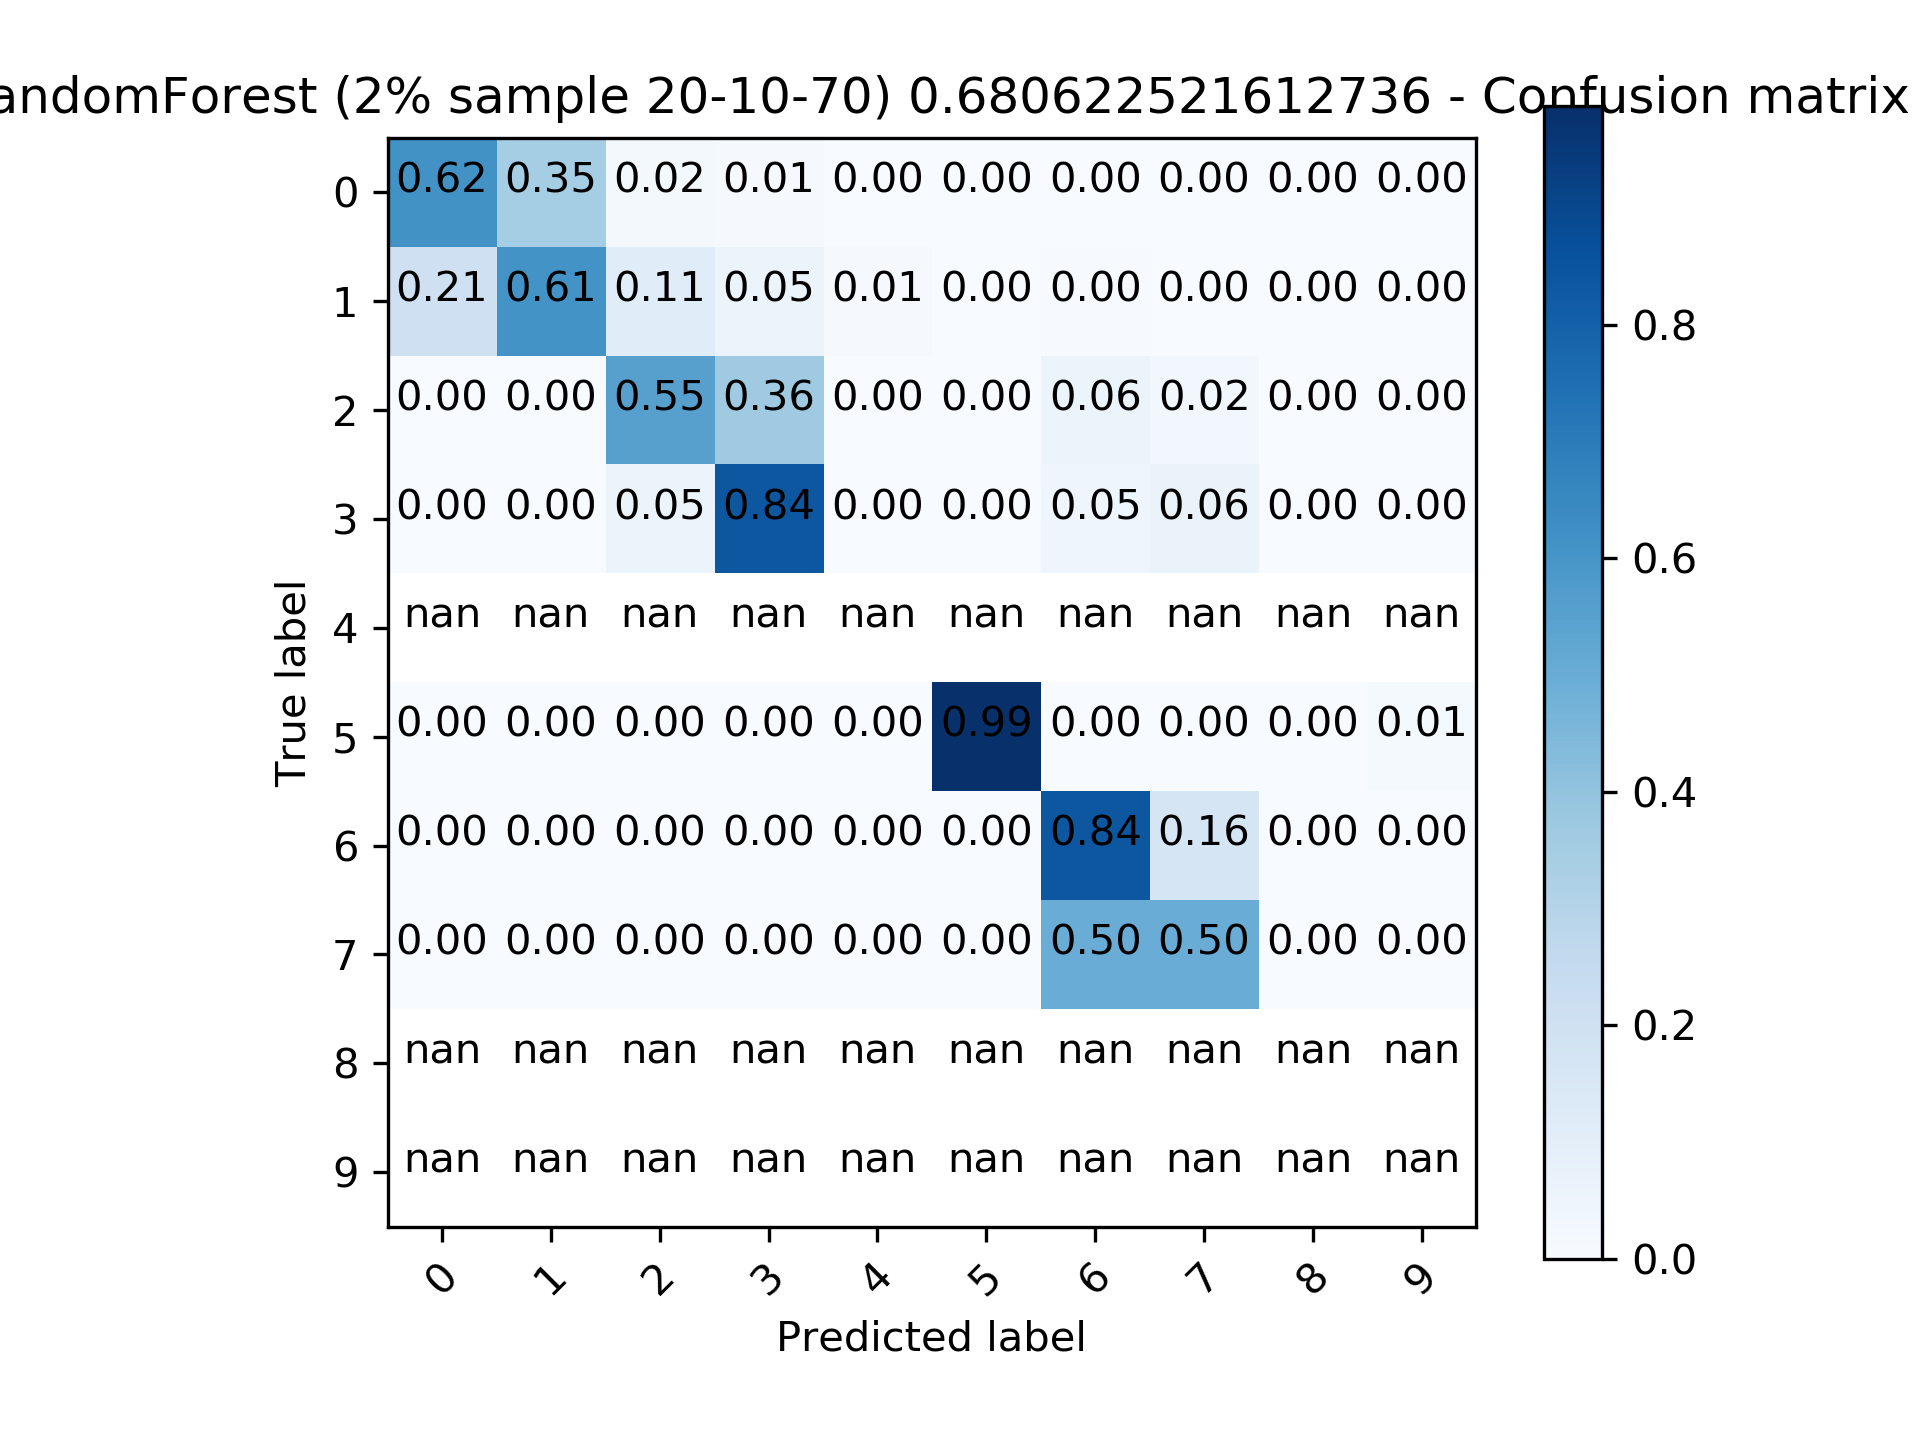 andomForest (2% sample 20-10-70) 0.680622521612736 - Confusion matrix
0 0.62 0.35 0.02 0.01 0.00 0.00 0.00 0.00 0.00 0.00
1 0.21 0.61 0.11 0.05 0.01 0.00 0.00 0.00 0.00 0.00
2 0.00 0.00 0.55 0.36 0.00 0.00 0.06 0.02 0.00 0.00
3 0.00 0.00 0.05 0.84 0.00 0.00 0.05 0.06 0.00 0.00
4 nan nan nan nan nan nan nan nan nan nan
5 0.00 0.00 0.00 0.00 0.00 0.99 0.00 0.00 0.00 0.01
6 0.00 0.00 0.00 0.00 0.00 0.00 0.84 0.16 0.00 0.00
7 0.00 0.00 0.00 0.00 0.00 0.00 0.50 0.50 0.00 0.00
8 nan nan nan nan nan nan nan nan nan nan
9 nan nan nan nan nan nan nan nan nan nan
0 1 2 3 4 5 6 7 8 9
Predicted label
True label
0.8
0.6
0.4
0.2
0.0